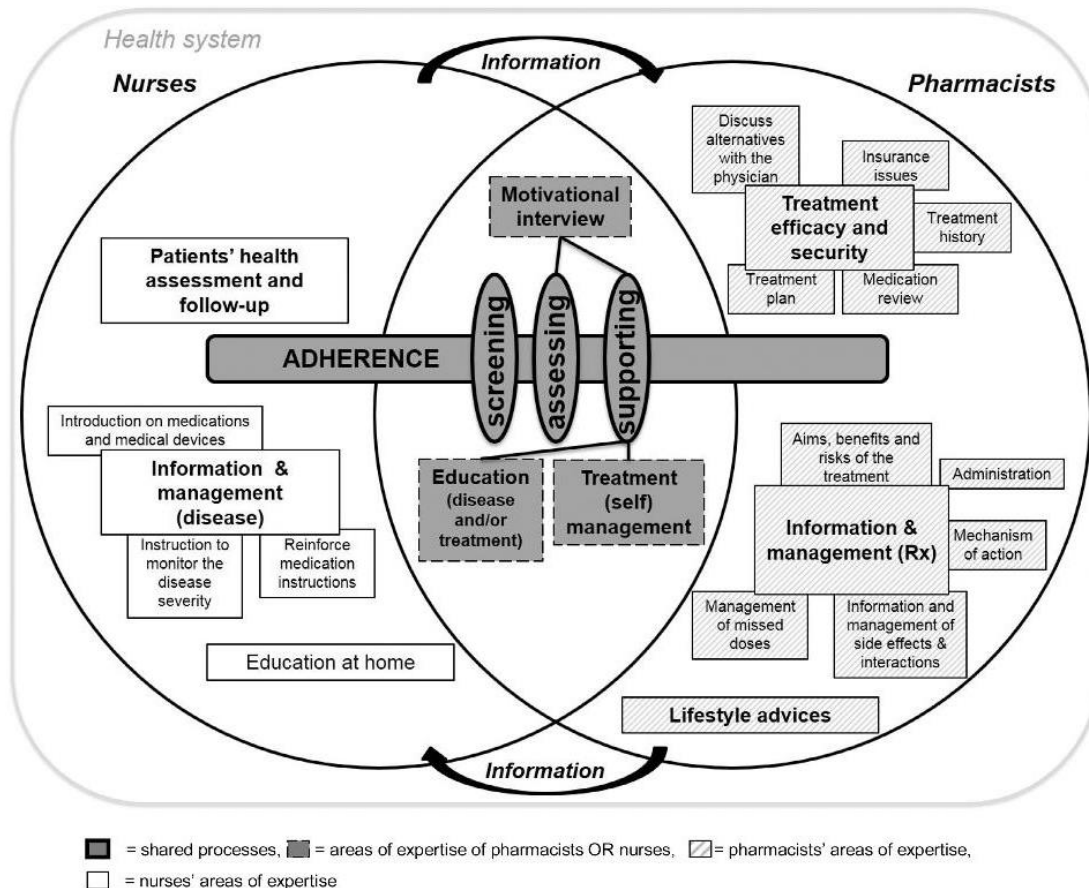 Health system
Information
Nurses
Pharmacists
Discuss
alternatives
with the
physician
Insurance
issues
Treatment
efficacy and
security
Treatment
history
Treatment
plan
Medication
review
Motivational
interview
Patients' health
assessment and
follow-up
ADHERENCE
screening
assessing
supporting
Introduction on medications
and medical devices
Information &
management
(disease)
Instruction to
monitor the
disease
severity
Reinforce
medication
instructions
Education at home
Education
(disease
and/or
treatment)
Treatment
(self)
management
Aims, benefits and
risks of the
treatment
Administration
Information &
management (Rx)
Mechanism
of action
Management
of missed
doses
Information and
management of
side effects &
interactions
Lifestyle advices
Information
= shared processes, = areas of expertise of pharmacists OR nurses, = pharmacists' areas of expertise,
= nurses' areas of expertise